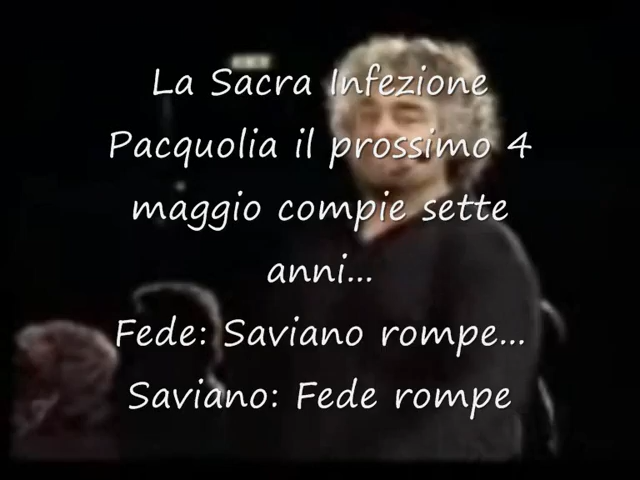 La Sacra Infezione
Pacquolia il prossimo 4
maggio compie sette
anni...
Fede: Saviano rompe...
Saviano: Fede rompe